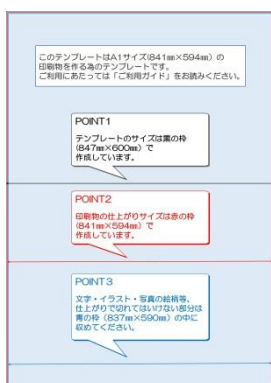 このテンプレートはA1サイズ(841㎜×594㎜)の
印刷物を作る為のテンプレートです。
ご利用にあたっては「ご利用ガイド」をお読みください。
POINT1
テンプレートのサイズは黒の枠
(847㎜×600㎜)で
作成しています。
POINT2
印刷物の仕上がりサイズは赤の枠
(841㎜×594㎜)で
作成しています。
POINT3
文字・イラスト・写真の絵柄等、
仕上がりで切れてはいけない部分は
青の枠(837㎜×590㎜)の中に
収めてください。